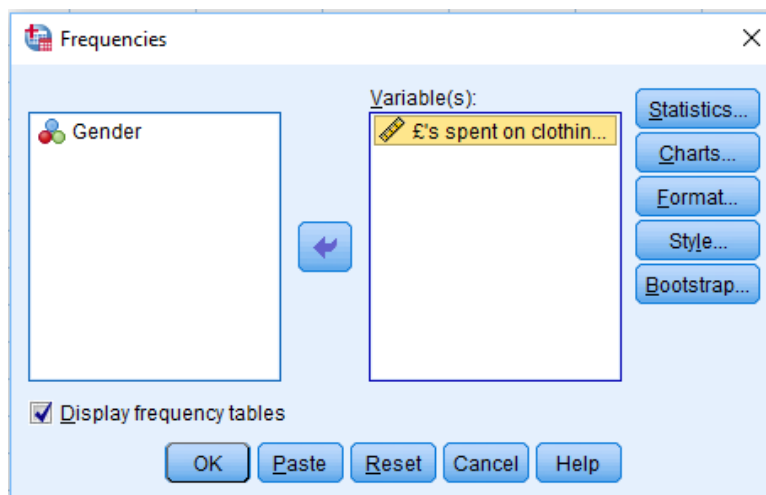 Frequencies
Variable(s):
Gender
£'s spent on clothin...
Statistics...
Charts...
Format...
Style...
Bootstrap...
Display frequency tables
OK Paste Reset Cancel Help